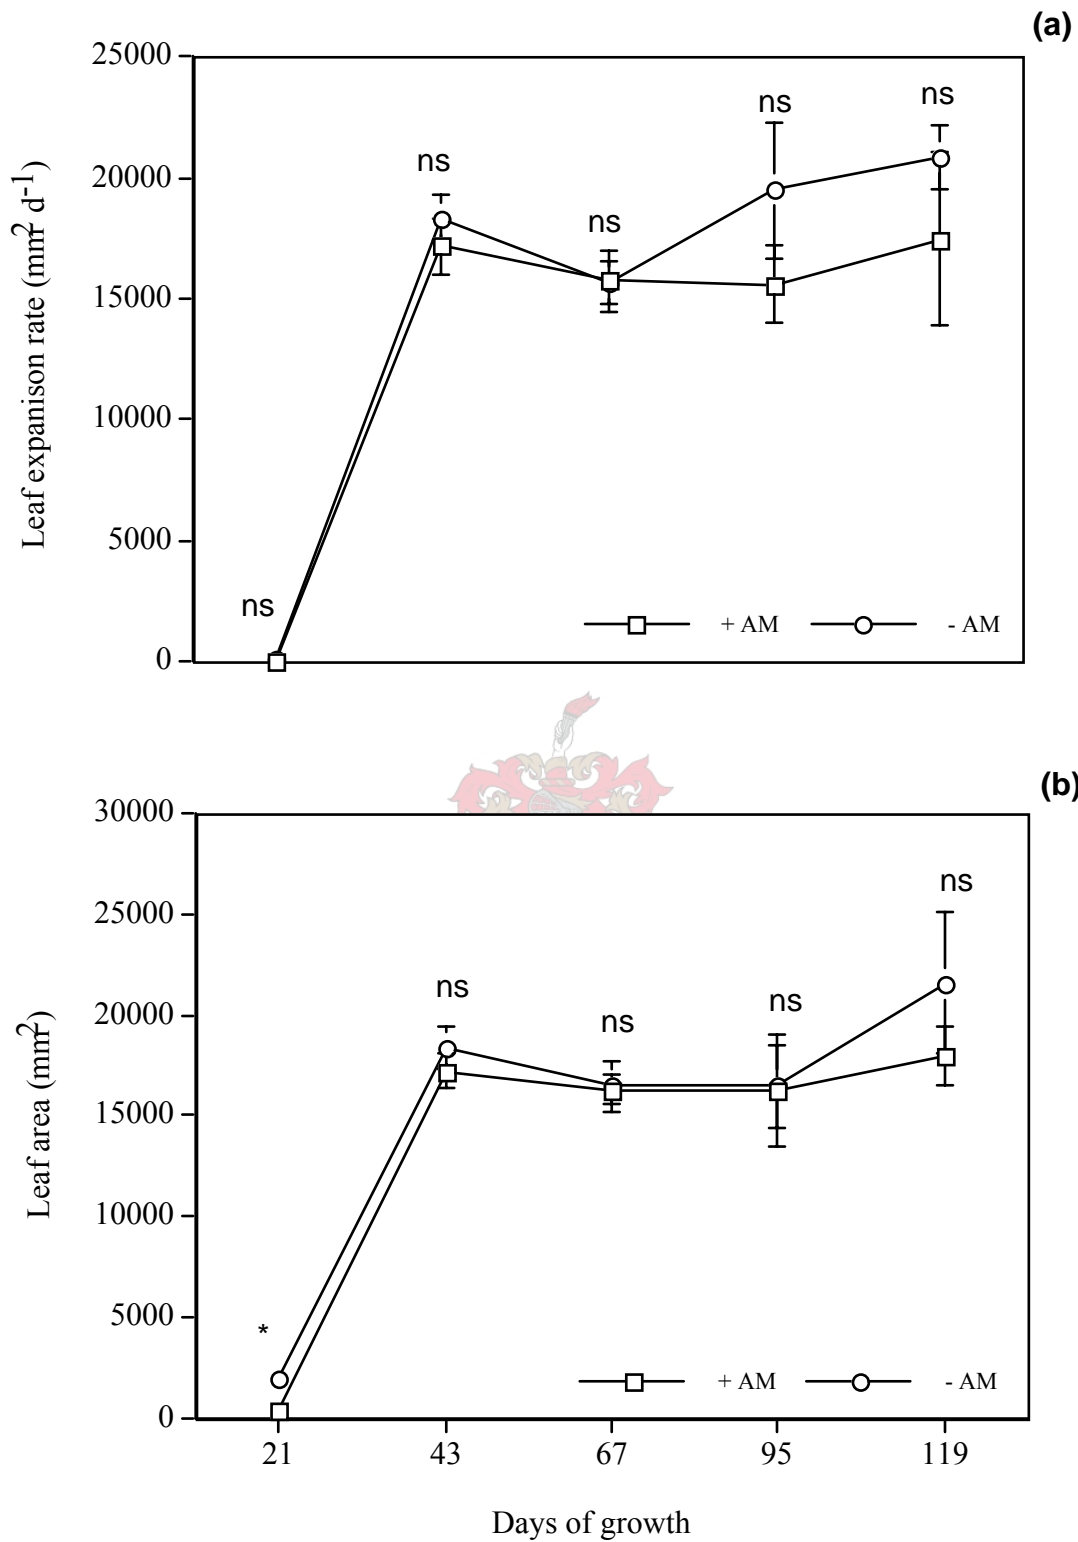 (a)
25000
20000
15000
10000
5000
0
Leaf expanison rate (mm2 d-1)
ns
ns
ns
ns
ns
+ AM
- AM
(b)
30000
25000
20000
15000
10000
5000
0
Leaf area (mm2)
*
ns
ns
ns
ns
+ AM
- AM
21 43 67 95 119
Days of growth